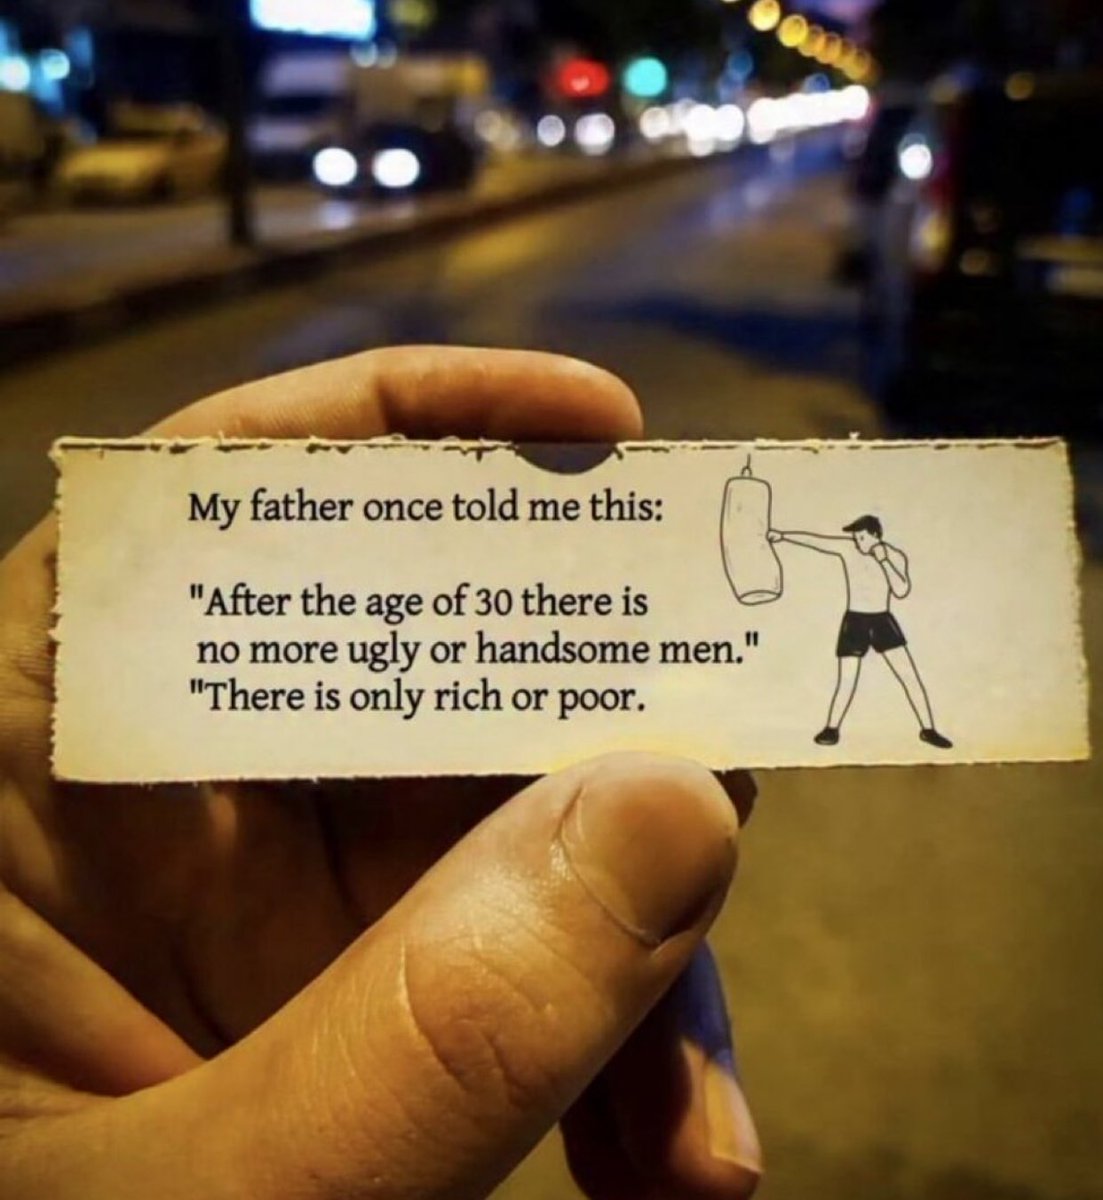 My father once told me this:
"After the age of 30 there is
no more ugly or handsome men."
"There is only rich or poor.